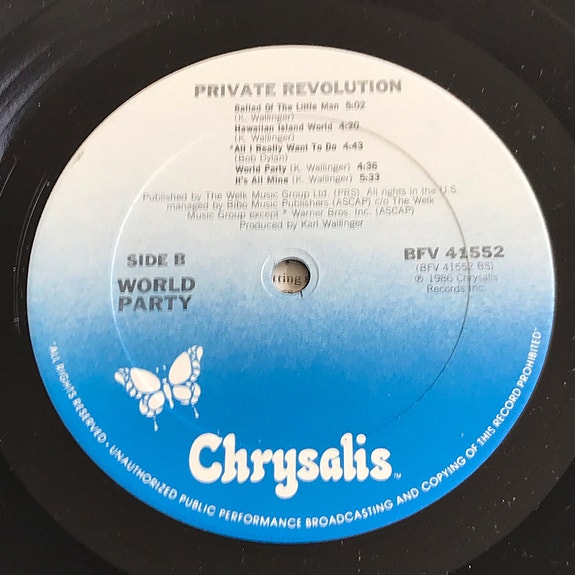 PRIVATE REVOLUTION
Ballad Of The Little Man 5:02
(K. Wallinger)
Hawaiian Island World 4:20
(K. Wallinger)
*All I Really Want To Do 4:43
(Bob Dylan)
World Party (K. Wallinger) 4:36
It's All Mine (K. Wallinger) 5:33
Published by The Welk Music Group Ltd. (PRS). All rights in the U.S.
managed by Bibo Music Publishers (ASCAP) c/o The Welk
Music Group except * Warner Bros. Inc. (ASCAP)
Produced by Karl Wallinger
SIDE B
WORLD
PARTY
BFV 41552
(BFV 41552 BS)
℗ 1986 Chrysalis
Records Inc.
Chrysalis™
"ALL RIGHTS RESERVED · UNAUTHORIZED PUBLIC PERFORMANCE BROADCASTING AND COPYING OF THIS RECORD PROHIBITED"